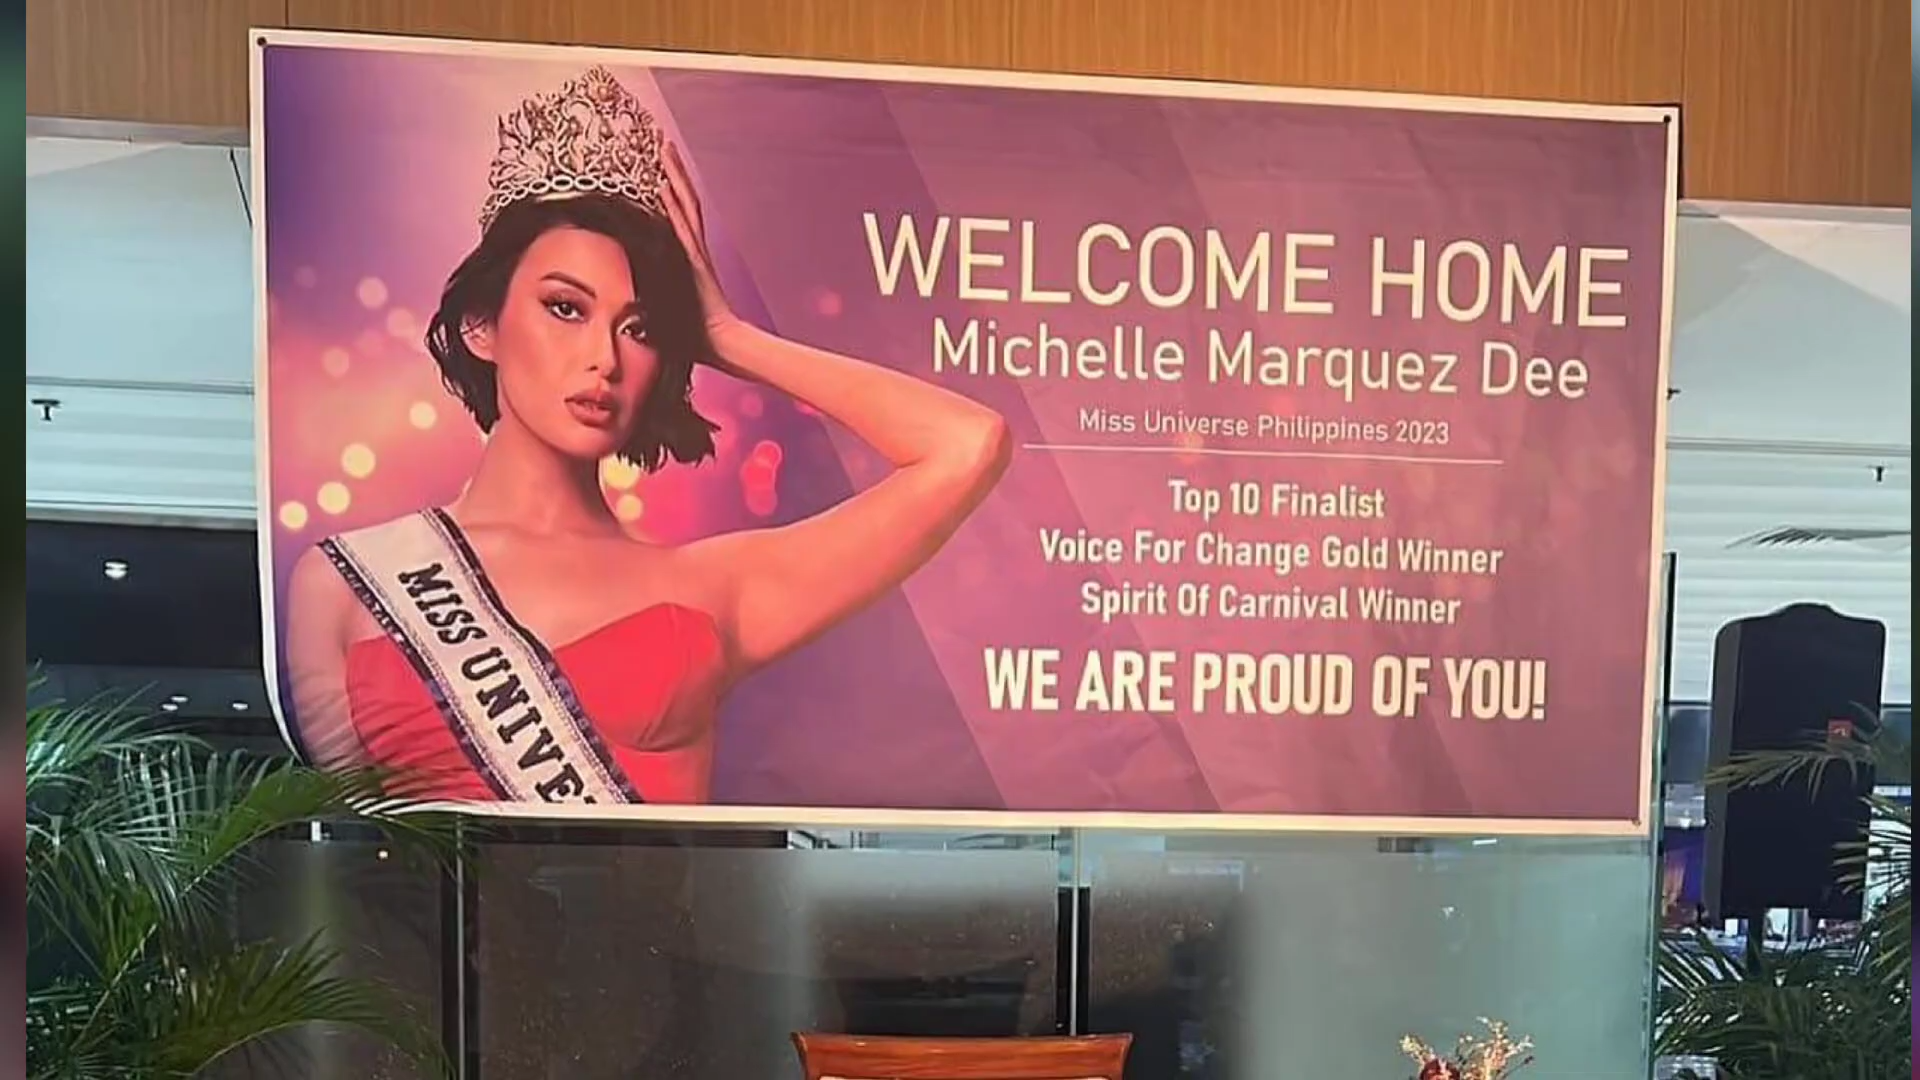 WELCOME HOME
Michelle Marquez Dee
Miss Universe Philippines 2023
Top 10 Finalist
Voice For Change Gold Winner
Spirit Of Carnival Winner
WE ARE PROUD OF YOU!
MISS UNIVE